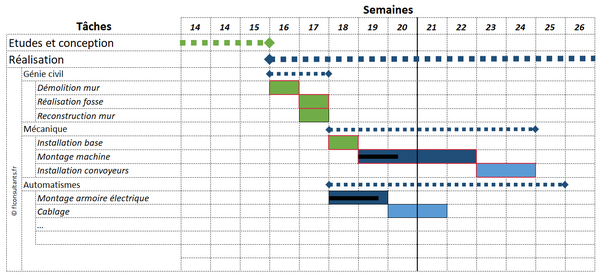 Semaines
Tâches 14 14 15 16 17 18 19 20 21 22 23 24 25 26
Etudes et conception
Réalisation
Génie civil
Démolition mur
Réalisation fosse
Reconstruction mur
Mécanique
Installation base
Montage machine
Installation convoyeurs
Automatismes
Montage armoire électrique
Cablage
...
© ficonsultants.fr